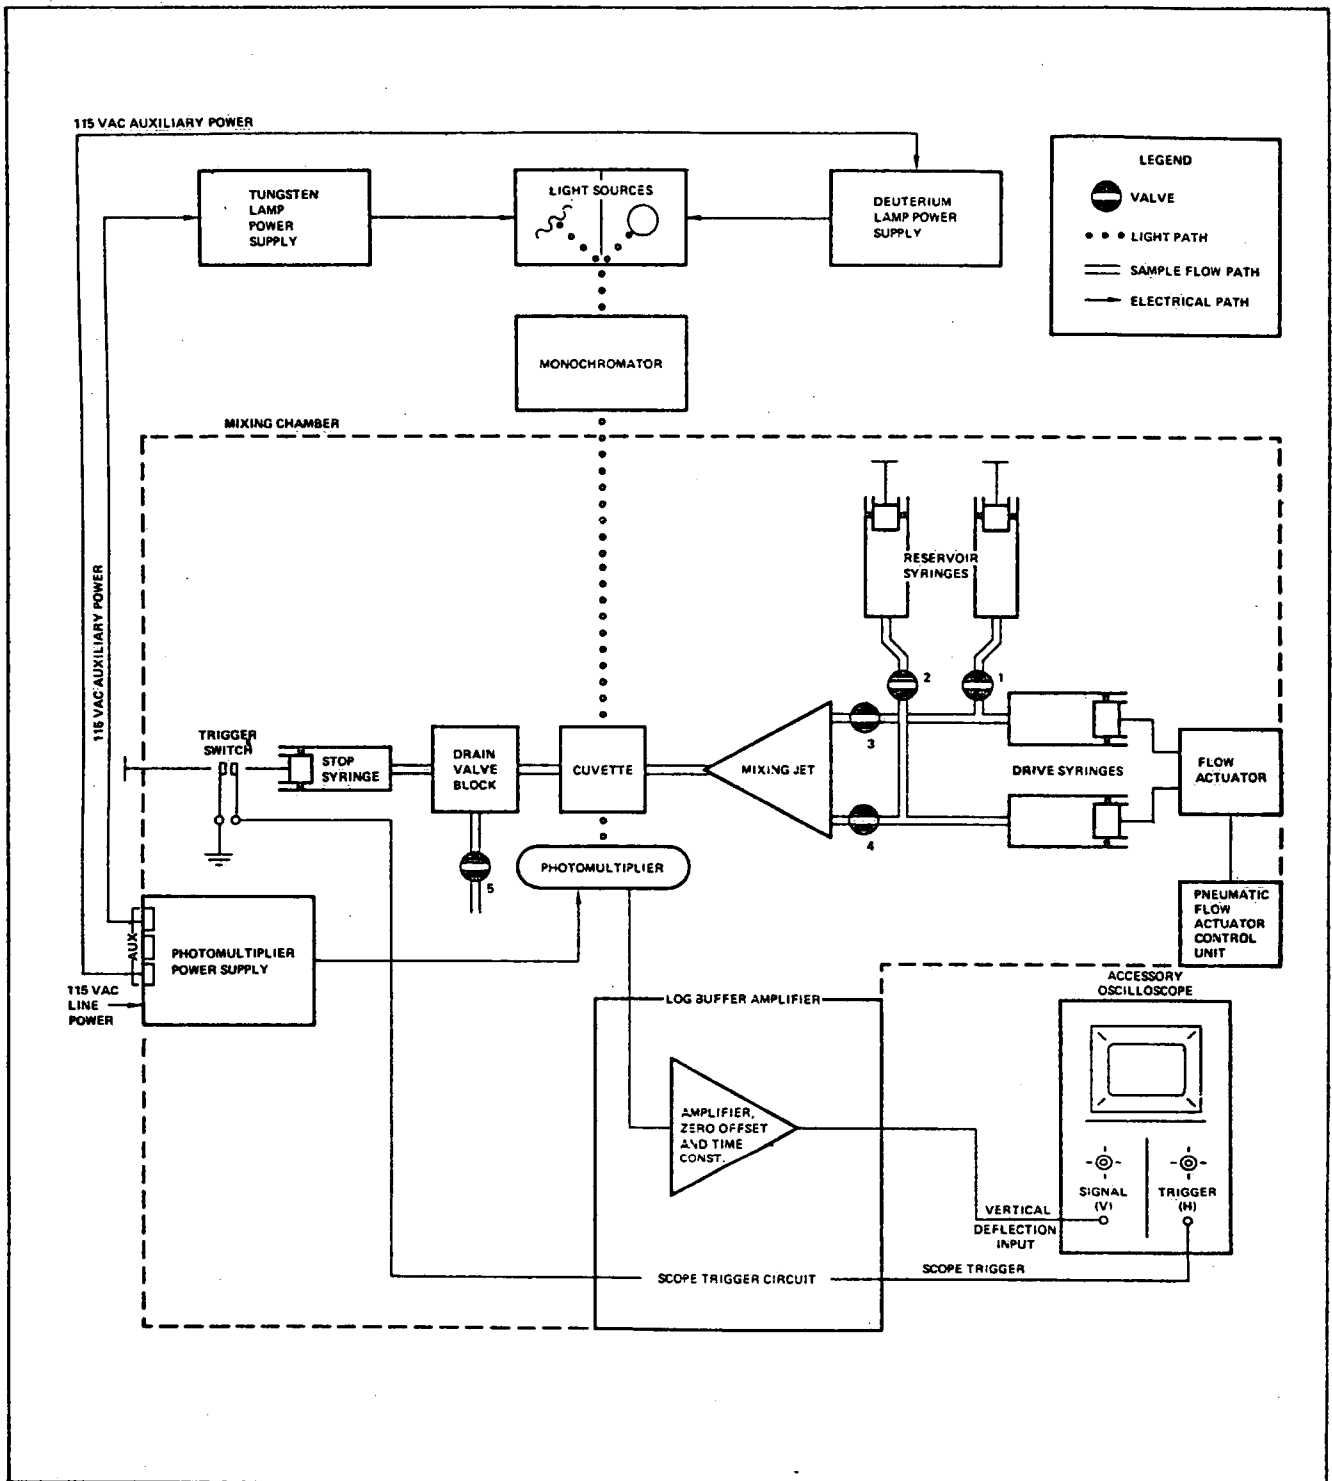 115 VAC AUXILIARY POWER
TUNGSTEN
LAMP
POWER
SUPPLY
LIGHT SOURCES
DEUTERIUM
LAMP POWER
SUPPLY
LEGEND
VALVE
LIGHT PATH
SAMPLE FLOW PATH
ELECTRICAL PATH
MONOCHROMATOR
MIXING CHAMBER
115 VAC AUXILIARY POWER
RESERVOIR
SYRINGES
2
1
TRIGGER
SWITCH
STOP
SYRINGE
DRAIN
VALVE
BLOCK
CUVETTE
MIXING JET
3
DRIVE SYRINGES
FLOW
ACTUATOR
4
PHOTOMULTIPLIER
5
PNEUMATIC
FLOW
ACTUATOR
CONTROL
UNIT
AUX
PHOTOMULTIPLIER
POWER SUPPLY
115 VAC
LINE
POWER
ACCESSORY
OSCILLOSCOPE
LOG BUFFER AMPLIFIER
AMPLIFIER,
ZERO OFFSET
AND TIME
CONST.
SIGNAL
(V)
TRIGGER
(H)
VERTICAL
DEFLECTION
INPUT
SCOPE TRIGGER CIRCUIT
SCOPE TRIGGER